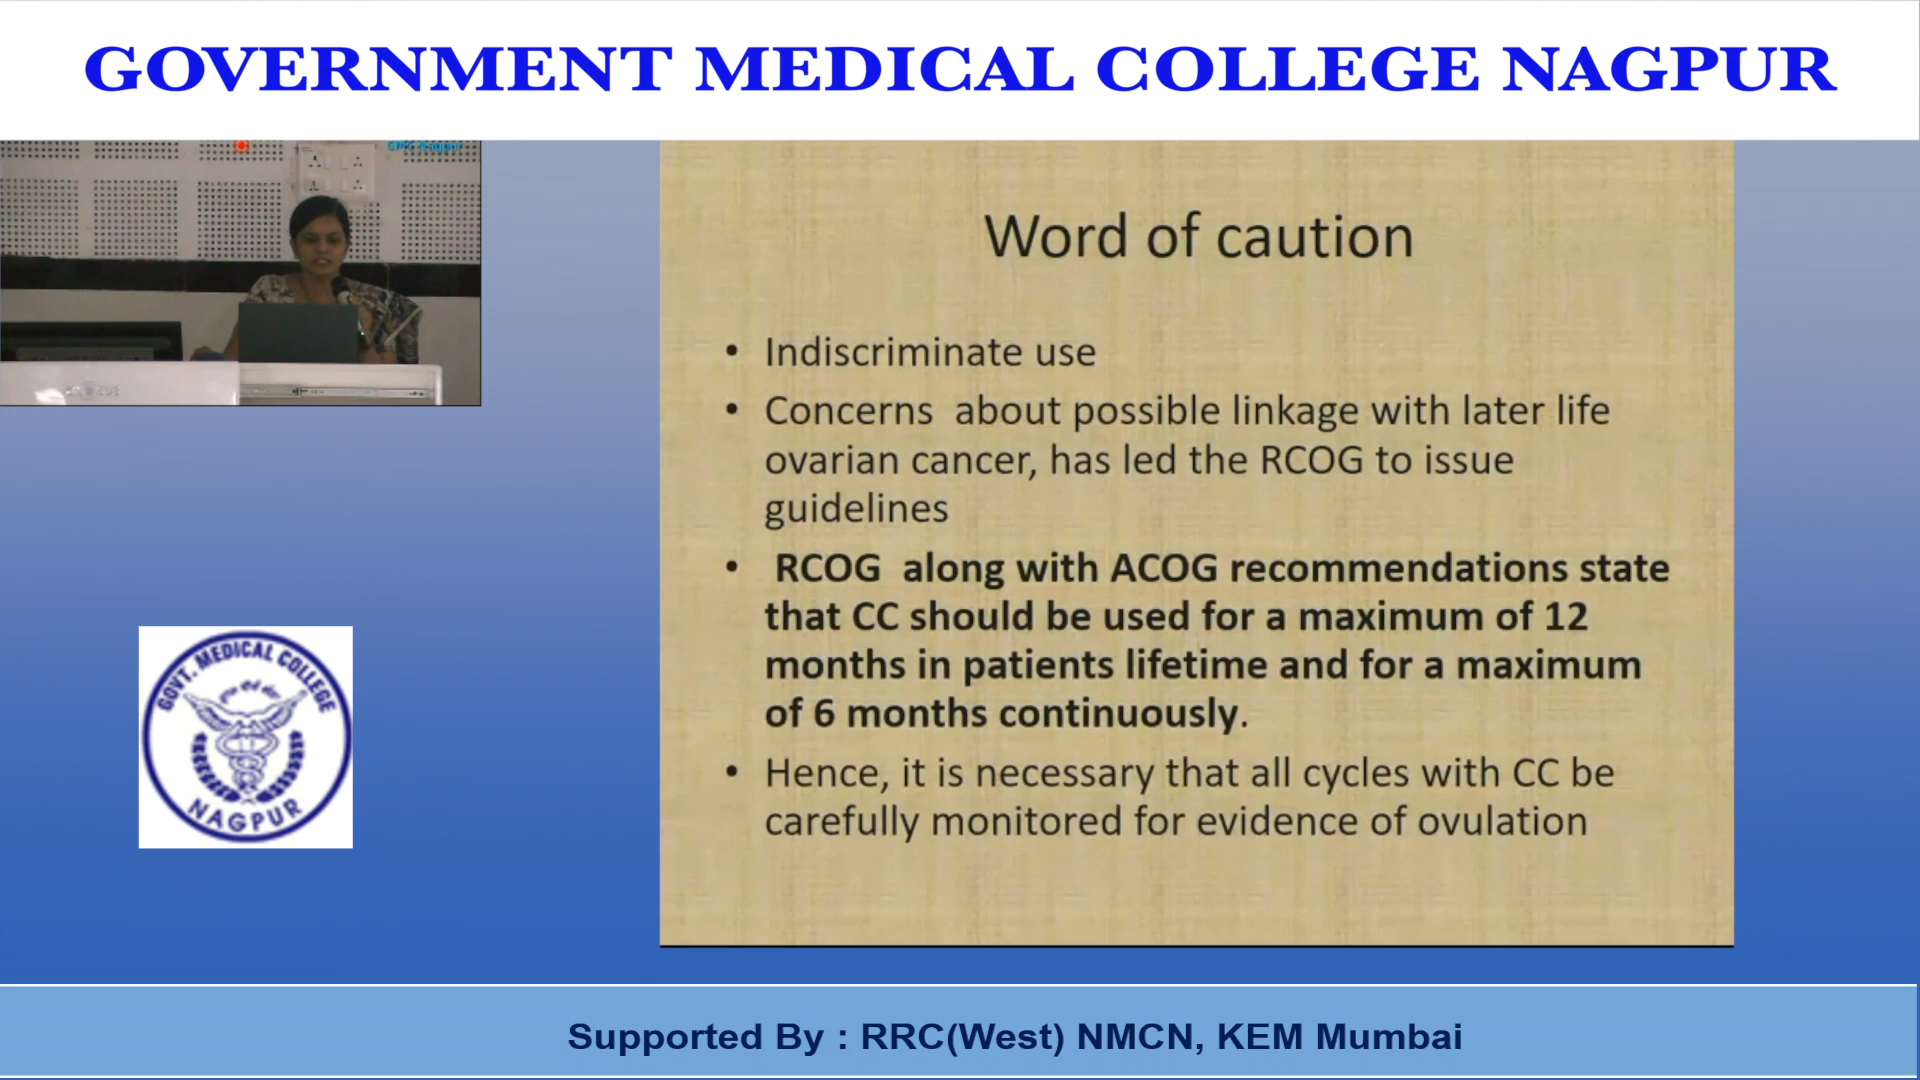 GOVERNMENT MEDICAL COLLEGE NAGPUR
GMC Nagpur
Word of caution
• Indiscriminate use
• Concerns about possible linkage with later life
ovarian cancer, has led the RCOG to issue
guidelines
• RCOG along with ACOG recommendations state
that CC should be used for a maximum of 12
months in patients lifetime and for a maximum
of 6 months continuously.
• Hence, it is necessary that all cycles with CC be
carefully monitored for evidence of ovulation
GOVT. MEDICAL COLLEGE
NAGPUR
Supported By : RRC(West) NMCN, KEM Mumbai